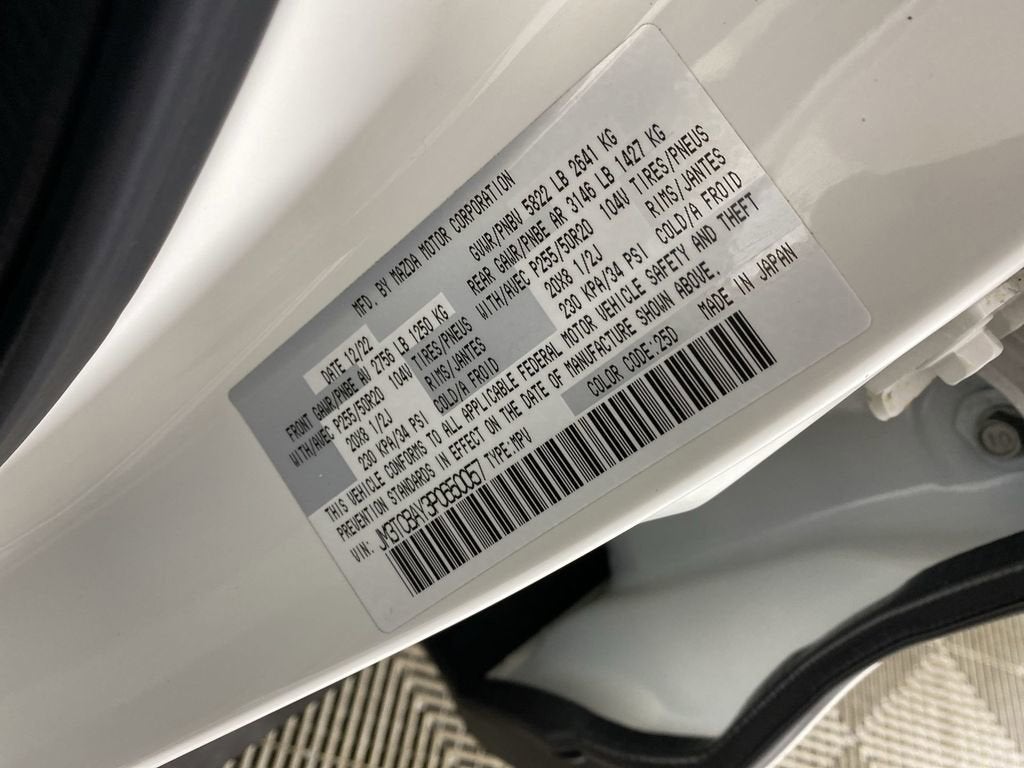 MFD. BY MAZDA MOTOR CORPORATION
DATE 12/22 GVWR/PNBV 5822 LB 2641 KG
FRONT GAWR/PNBE AV 2756 LB 1250 KG REAR GAWR/PNBE AR 3146 LB 1427 KG
WITH/AVEC P255/50R20 104V TIRES/PNEUS WITH/AVEC P255/50R20 104V TIRES/PNEUS
20X8 1/2J RIMS/JANTES 20X8 1/2J RIMS/JANTES
230 KPA/34 PSI COLD/A FROID 230 KPA/34 PSI COLD/A FROID
THIS VEHICLE CONFORMS TO ALL APPLICABLE FEDERAL MOTOR VEHICLE SAFETY AND THEFT
PREVENTION STANDARDS IN EFFECT ON THE DATE OF MANUFACTURE SHOWN ABOVE.
VIN: JM3TCBAY3P0650057 TYPE:MPV COLOR CODE:25D MADE IN JAPAN